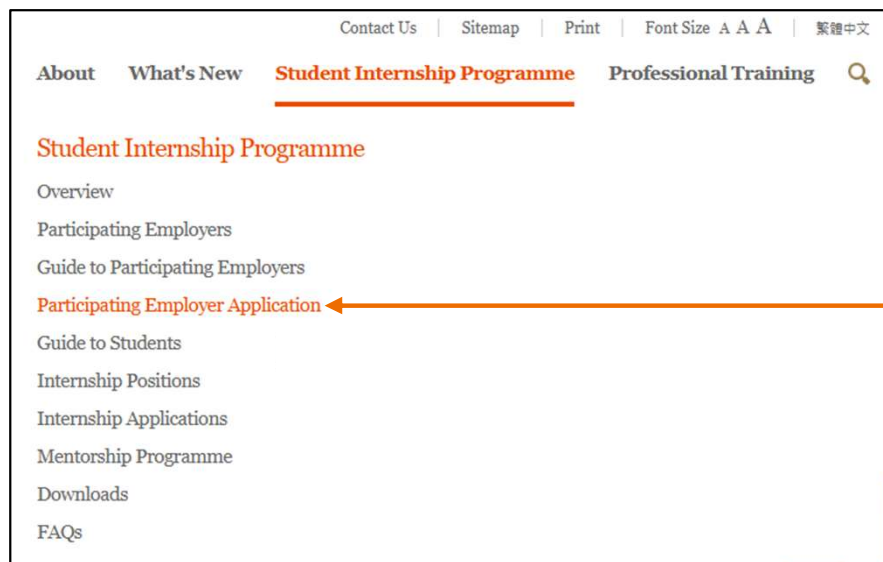 Contact Us | Sitemap | Print | Font Size A A A | 繁體中文
About What's New Student Internship Programme Professional Training
Student Internship Programme
Overview
Participating Employers
Guide to Participating Employers
Participating Employer Application
Guide to Students
Internship Positions
Internship Applications
Mentorship Programme
Downloads
FAQs